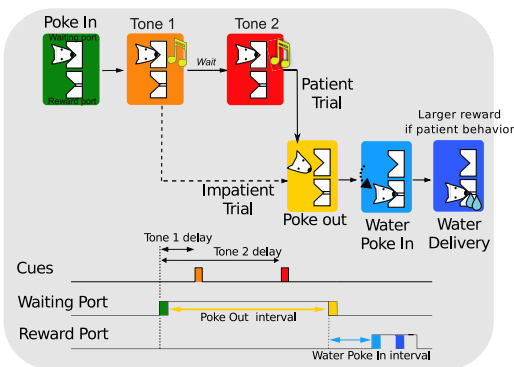 Poke In
Tone 1
Tone 2
Waiting port
Reward port
Wait
Patient
Trial
Larger reward
if patient behavior
Impatient
Trial
Poke out
Water
Poke In
Water
Delivery
Tone 1 delay
Tone 2 delay
Cues
Waiting Port
Poke Out interval
Reward Port
Water Poke In interval